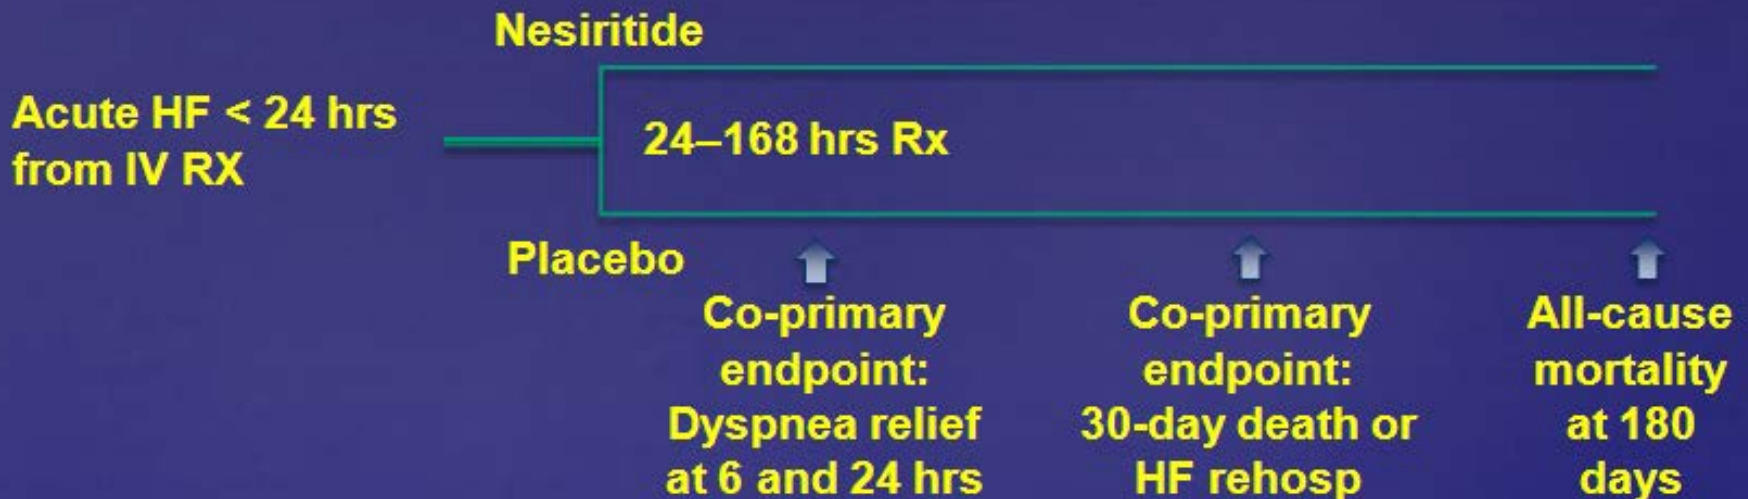 Nesiritide
Acute HF < 24 hrs
from IV RX
24–168 hrs Rx
Placebo
Co-primary
endpoint:
Dyspnea relief
at 6 and 24 hrs
Co-primary
endpoint:
30-day death or
HF rehosp
All-cause
mortality
at 180
days